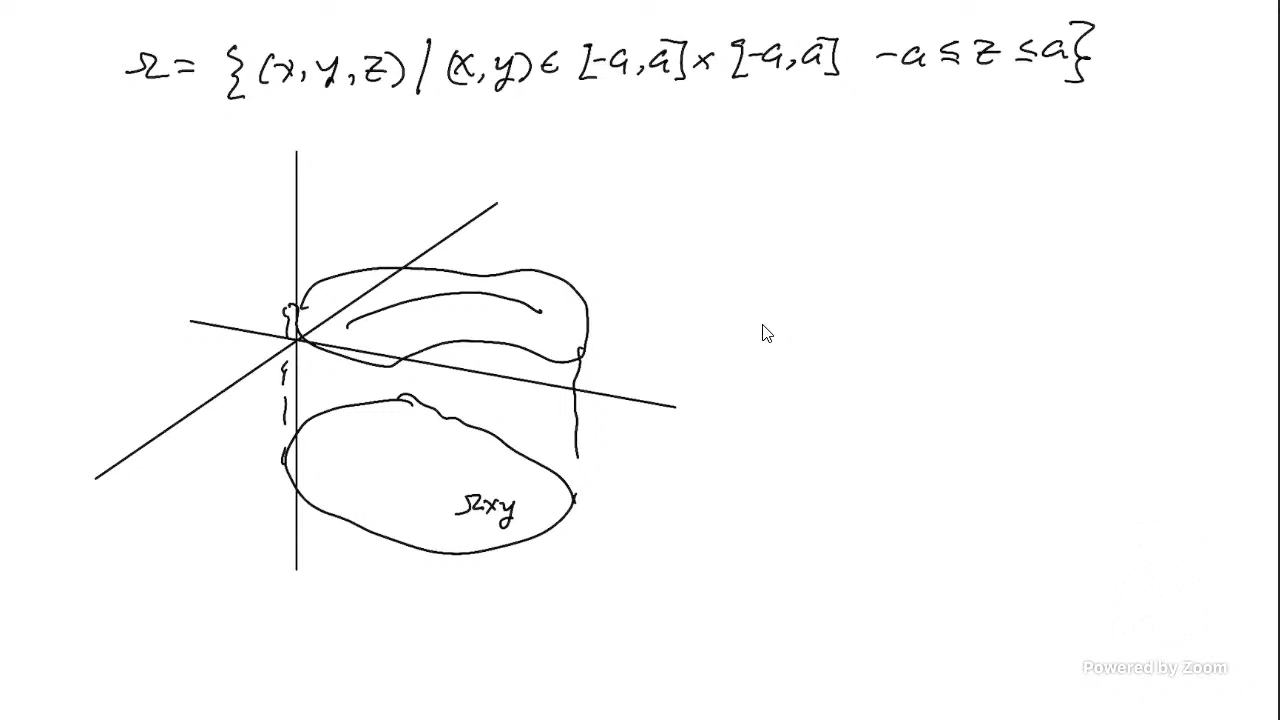 Ω = {(x, y, z) / (x, y) ∈ [-a, a] × [-a, a] -a ≤ z ≤ a}
Ωxy
Powered by Zoom